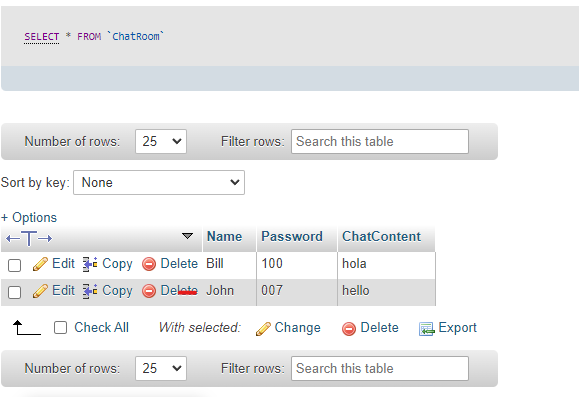 SELECT * FROM `ChatRoom`
Number of rows: 25 Filter rows: Search this table
Sort by key: None
+ Options
Name Password ChatContent
Edit Copy Delete Bill 100 hola
Edit Copy Delete John 007 hello
Check All With selected: Change Delete Export
Number of rows: 25 Filter rows: Search this table